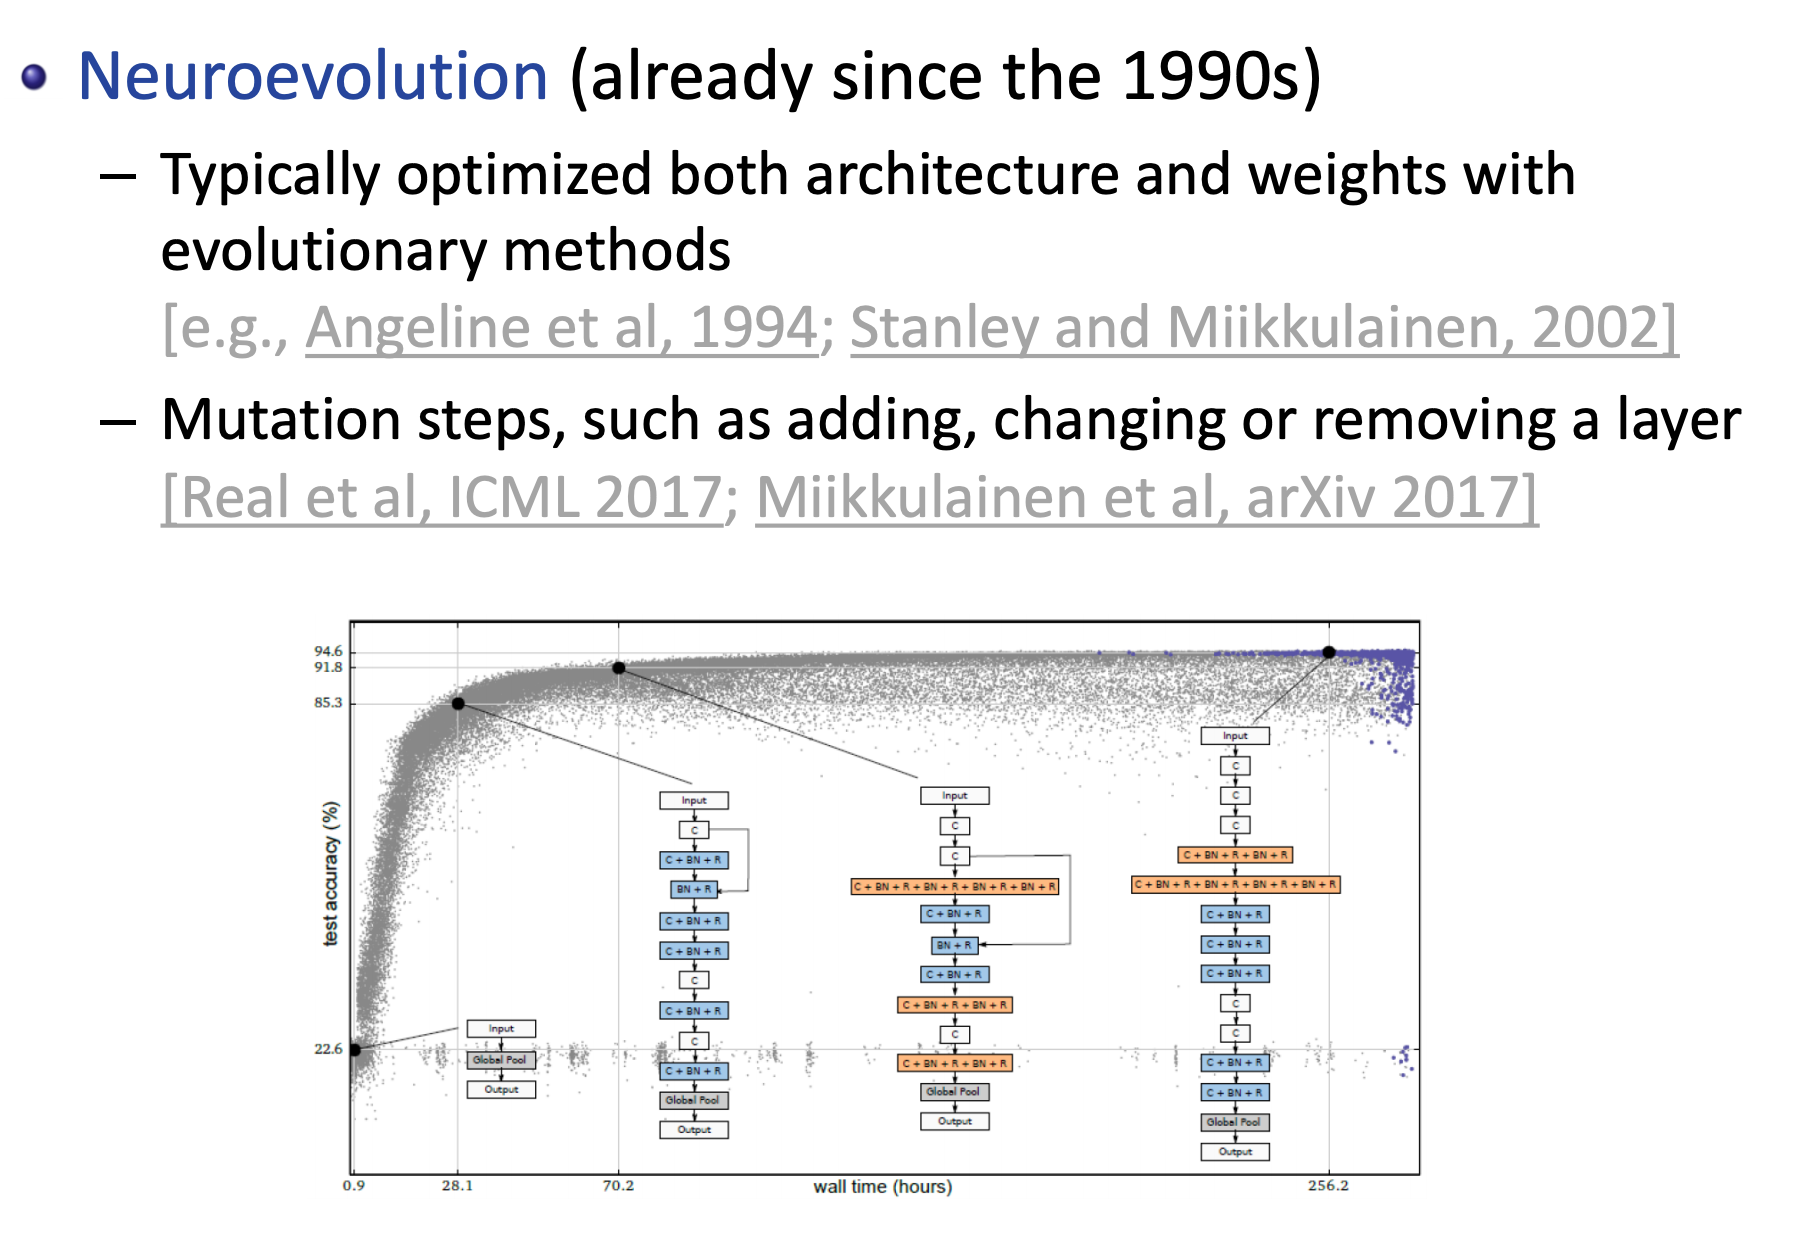 Neuroevolution (already since the 1990s)
– Typically optimized both architecture and weights with
evolutionary methods
[e.g., Angeline et al, 1994; Stanley and Miikkulainen, 2002]
– Mutation steps, such as adding, changing or removing a layer
[Real et al, ICML 2017; Miikkulainen et al, arXiv 2017]
94.6
91.8
85.3
22.6
test accuracy (%)
Input
Global Pool
Output
Input
C
C + BN + R
BN + R
C + BN + R
C + BN + R
C
C + BN + R
C
C + BN + R
Global Pool
Output
Input
C
C
C + BN + R + BN + R + BN + R + BN + R
C + BN + R
BN + R
C + BN + R
C + BN + R + BN + R
C
C + BN + R + BN + R
Global Pool
Output
Input
C
C
C
C + BN + R + BN + R
C + BN + R + BN + R + BN + R + BN + R
C + BN + R
C + BN + R
C + BN + R
C
C
C + BN + R
C + BN + R
Global Pool
Output
0.9
28.1
70.2
wall time (hours)
256.2